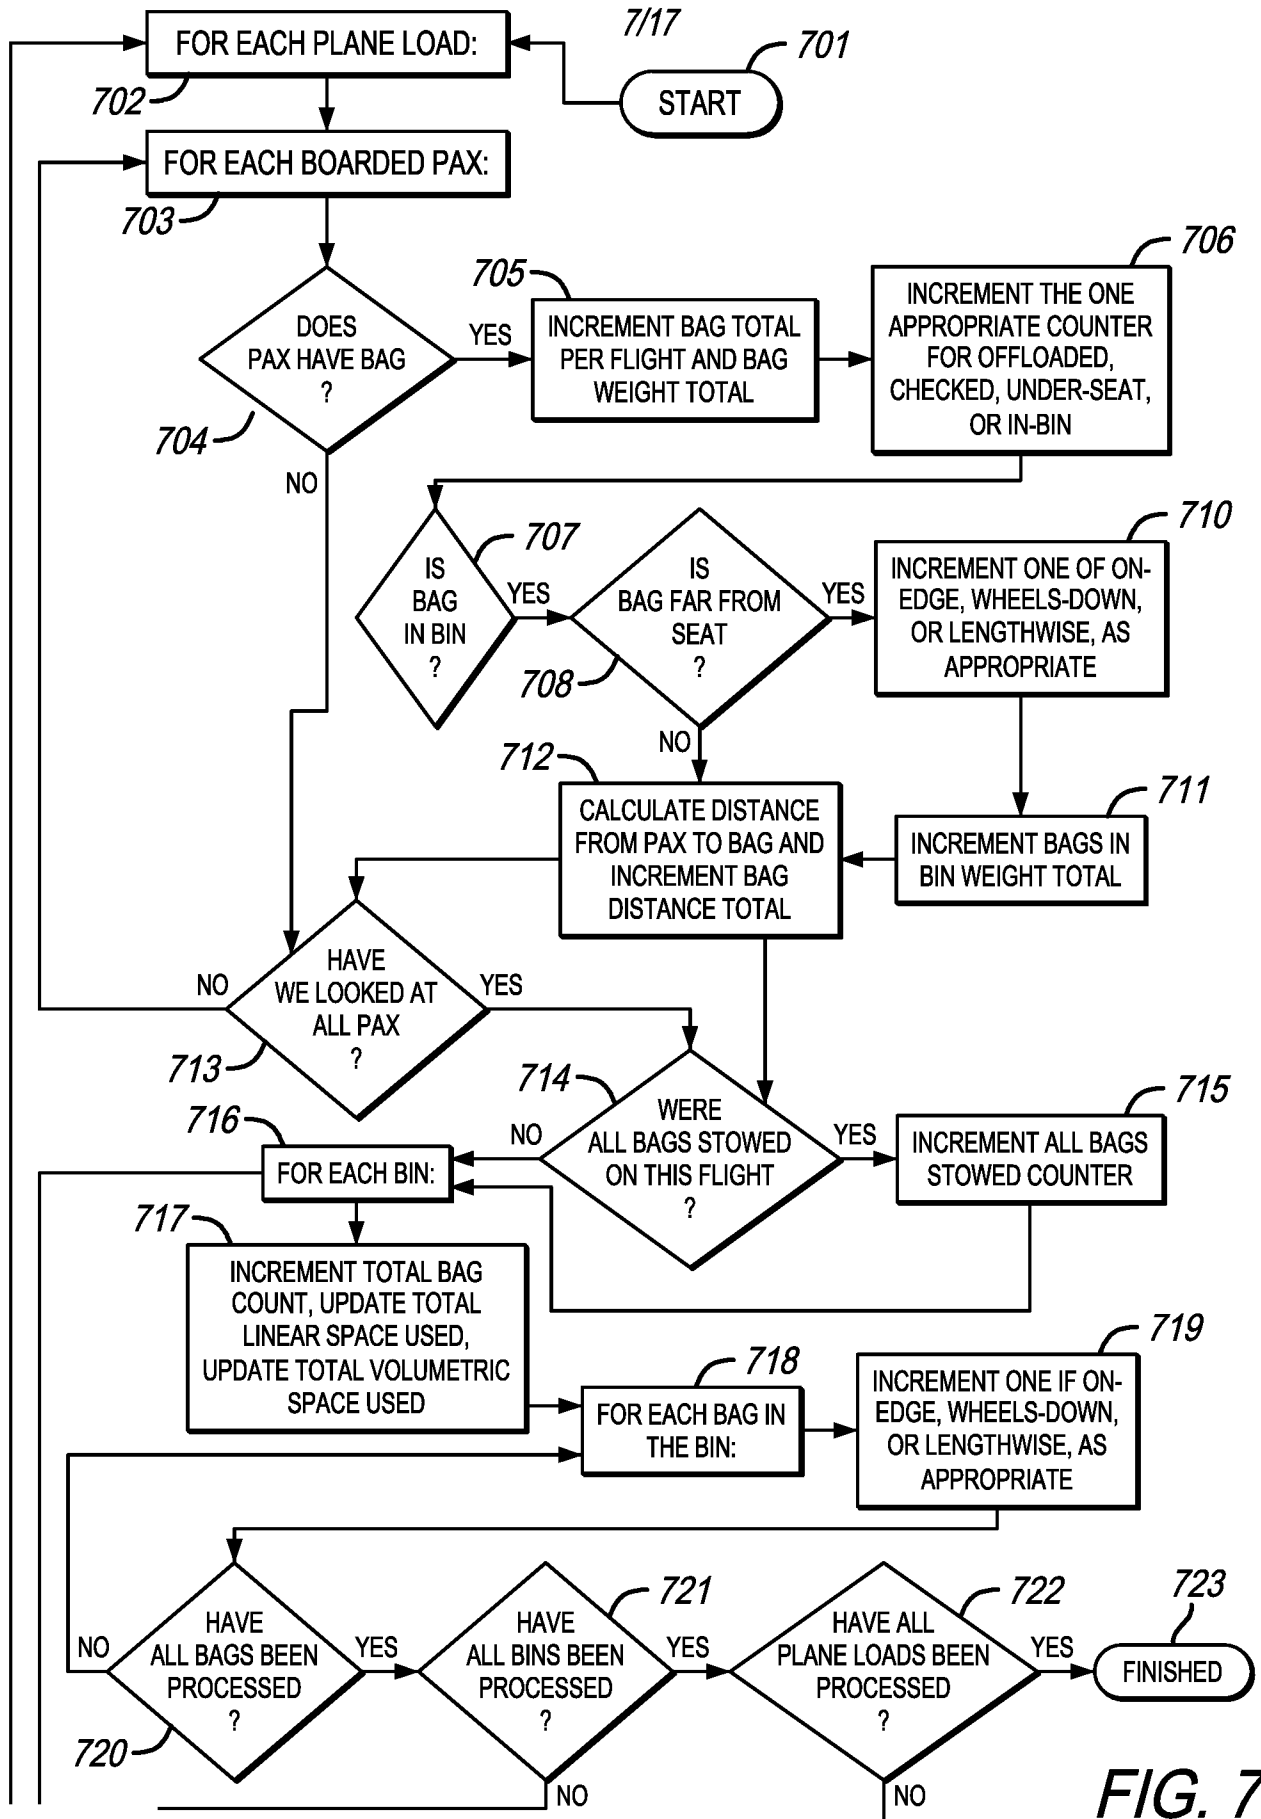 7/17
FOR EACH PLANE LOAD:
701
702
START
FOR EACH BOARDED PAX:
703
706
705
INCREMENT THE ONE
APPROPRIATE COUNTER
FOR OFFLOADED,
CHECKED, UNDER-SEAT,
OR IN-BIN
DOES
PAX HAVE BAG
?
YES
INCREMENT BAG TOTAL
PER FLIGHT AND BAG
WEIGHT TOTAL
704
NO
707
710
IS
BAG
IN BIN
?
YES
IS
BAG FAR FROM
SEAT
?
YES
INCREMENT ONE OF ON-
EDGE, WHEELS-DOWN,
OR LENGTHWISE, AS
APPROPRIATE
708
NO
712
711
CALCULATE DISTANCE
FROM PAX TO BAG AND
INCREMENT BAG
DISTANCE TOTAL
INCREMENT BAGS IN
BIN WEIGHT TOTAL
NO
HAVE
WE LOOKED AT
ALL PAX
?
YES
713
714
715
716
WERE
ALL BAGS STOWED
ON THIS FLIGHT
?
NO
YES
INCREMENT ALL BAGS
STOWED COUNTER
FOR EACH BIN:
717
INCREMENT TOTAL BAG
COUNT, UPDATE TOTAL
LINEAR SPACE USED,
UPDATE TOTAL VOLUMETRIC
SPACE USED
718
719
FOR EACH BAG IN
THE BIN:
INCREMENT ONE IF ON-
EDGE, WHEELS-DOWN,
OR LENGTHWISE, AS
APPROPRIATE
721
722
723
NO
HAVE
ALL BAGS BEEN
PROCESSED
?
YES
HAVE
ALL BINS BEEN
PROCESSED
?
YES
HAVE ALL
PLANE LOADS BEEN
PROCESSED
?
YES
FINISHED
720
NO
NO
FIG. 7